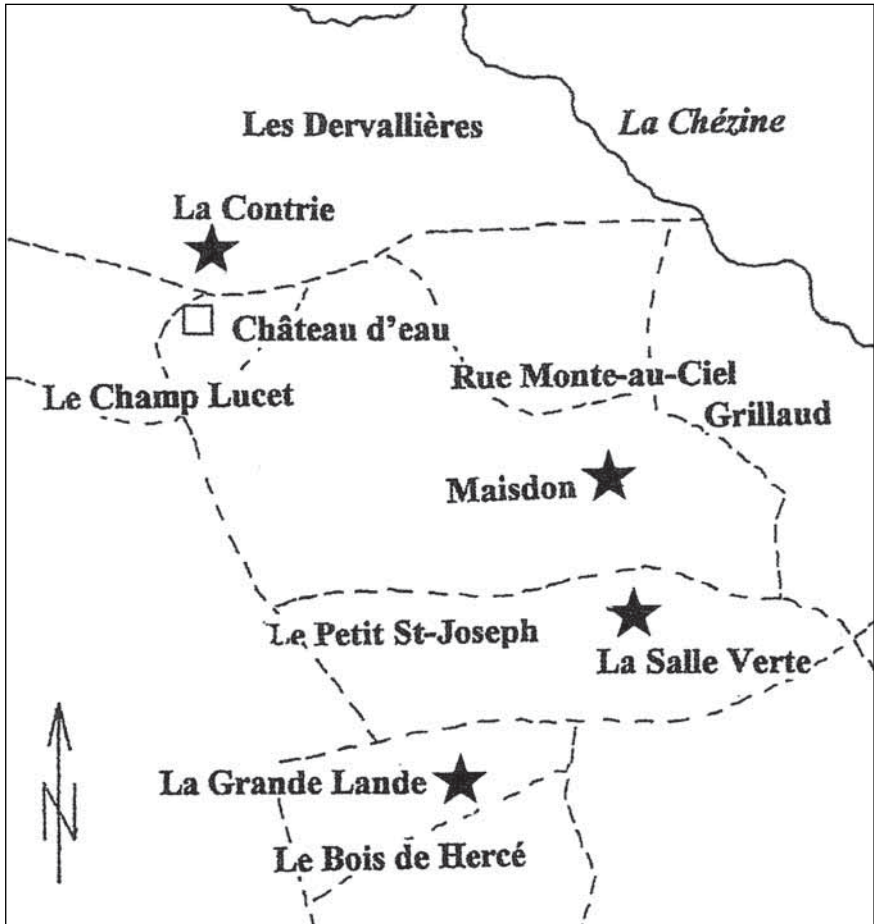 Les Dervallières
La Chézine
La Contrie
Château d'eau
Rue Monte-au-Ciel
Le Champ Lucet
Grillaud
Maisdon
Le Petit St-Joseph
La Salle Verte
La Grande Lande
N
Le Bois de Hercé